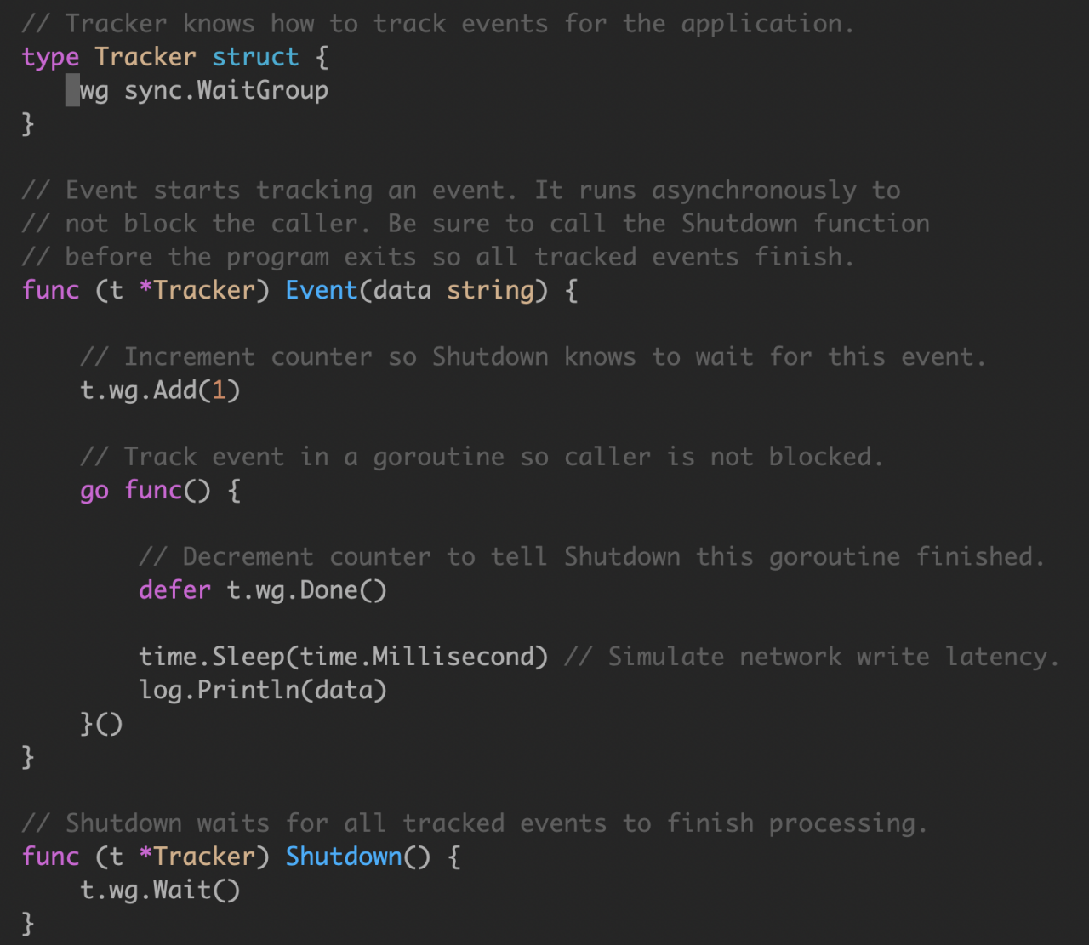 // Tracker knows how to track events for the application.
type Tracker struct {
    wg sync.WaitGroup
}

// Event starts tracking an event. It runs asynchronously to
// not block the caller. Be sure to call the Shutdown function
// before the program exits so all tracked events finish.
func (t *Tracker) Event(data string) {

    // Increment counter so Shutdown knows to wait for this event.
    t.wg.Add(1)

    // Track event in a goroutine so caller is not blocked.
    go func() {

        // Decrement counter to tell Shutdown this goroutine finished.
        defer t.wg.Done()

        time.Sleep(time.Millisecond) // Simulate network write latency.
        log.Println(data)
    }()
}

// Shutdown waits for all tracked events to finish processing.
func (t *Tracker) Shutdown() {
    t.wg.Wait()
}